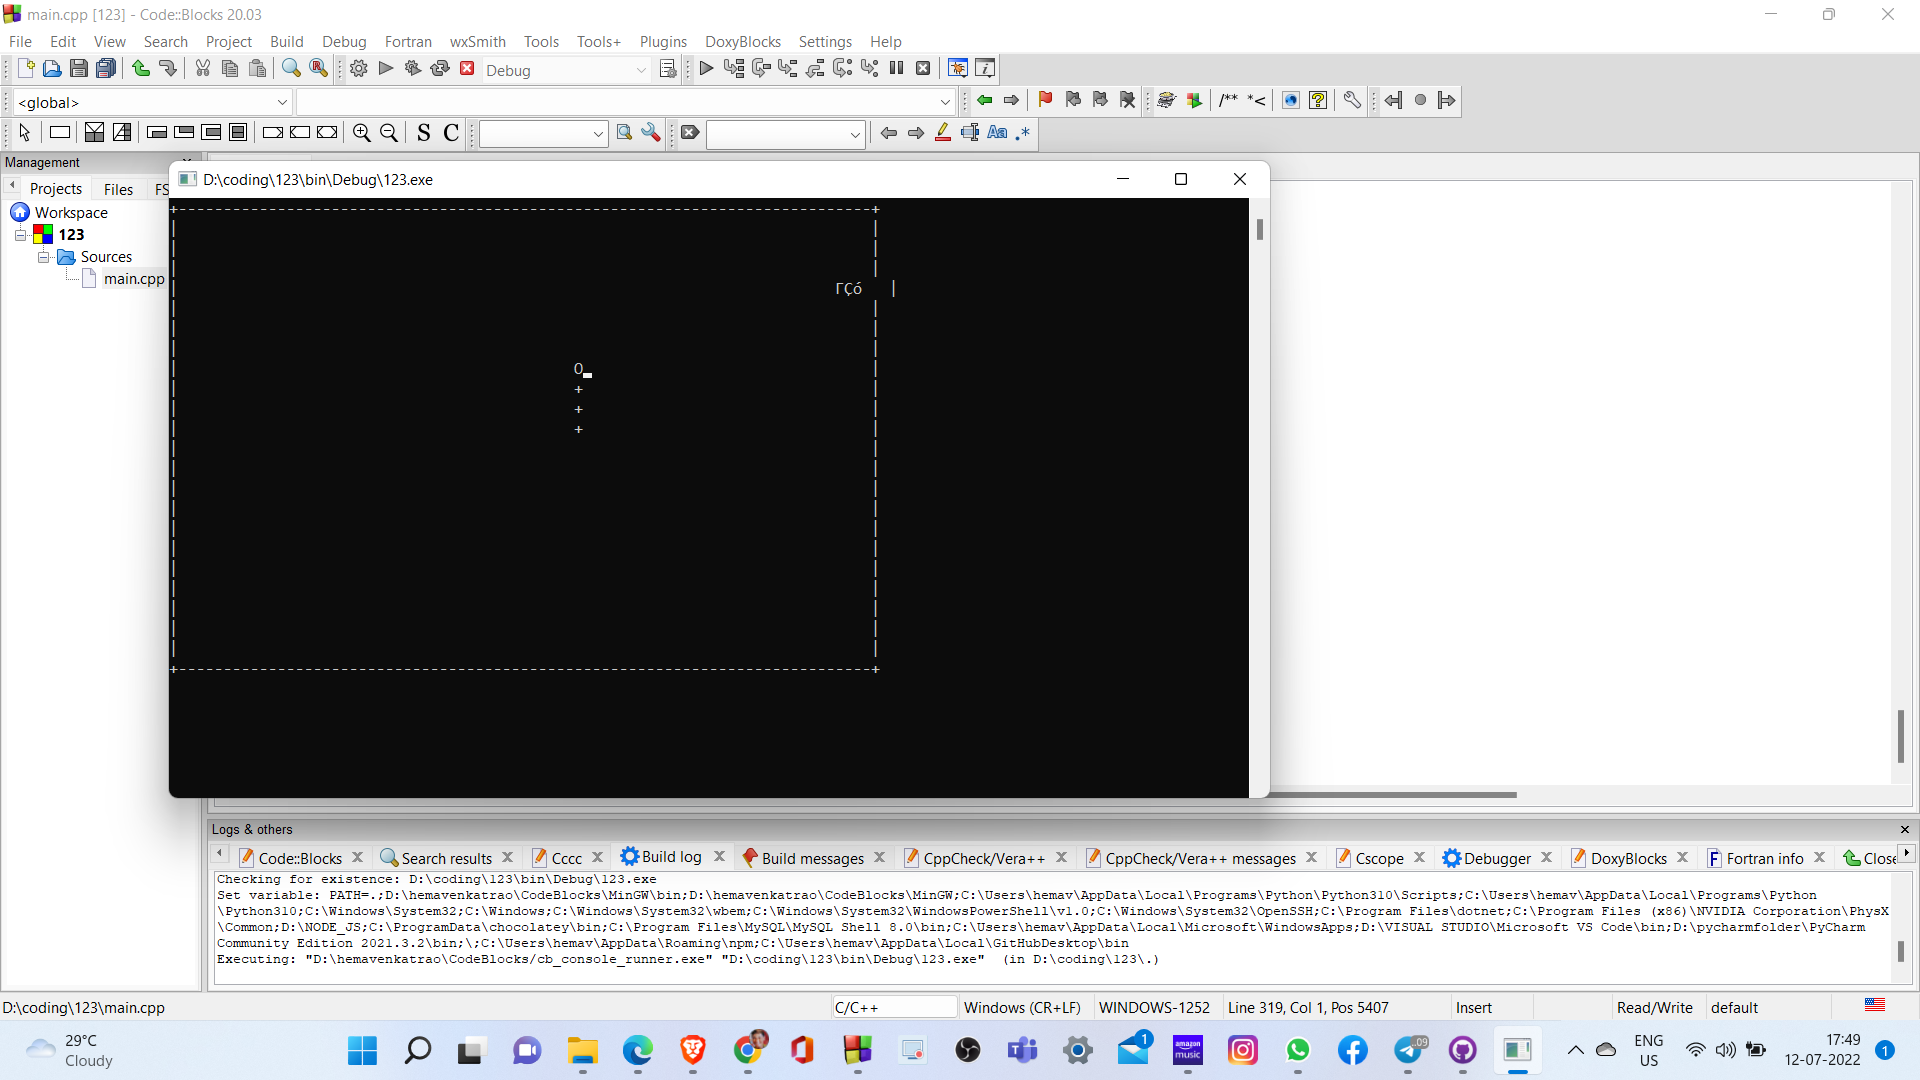 main.cpp [123] - Code::Blocks 20.03
File Edit View Search Project Build Debug Fortran wxSmith Tools Tools+ Plugins DoxyBlocks Settings Help
Debug
<global>
/** *<
S C
Aa .*
Management
Projects Files FS
Workspace
123
Sources
main.cpp
D:\coding\123\bin\Debug\123.exe
ΓÇó
O
+
+
+
Logs & others
Code::Blocks Search results Cccc Build log Build messages CppCheck/Vera++ CppCheck/Vera++ messages Cscope Debugger DoxyBlocks Fortran info Close
Checking for existence: D:\coding\123\bin\Debug\123.exe
Set variable: PATH=.;D:\hemavenkatrao\CodeBlocks\MinGW\bin;D:\hemavenkatrao\CodeBlocks\MinGW;C:\Users\hemav\AppData\Local\Programs\Python\Python310\Scripts;C:\Users\hemav\AppData\Local\Programs\Python
\Python310;C:\Windows\System32;C:\Windows;C:\Windows\System32\wbem;C:\Windows\System32\WindowsPowerShell\v1.0;C:\Windows\System32\OpenSSH;C:\Program Files\dotnet;C:\Program Files (x86)\NVIDIA Corporation\PhysX
\Common;D:\NODE_JS;C:\ProgramData\chocolatey\bin;C:\Program Files\MySQL\MySQL Shell 8.0\bin;C:\Users\hemav\AppData\Local\Microsoft\WindowsApps;D:\VISUAL STUDIO\Microsoft VS Code\bin;D:\pycharmfolder\PyCharm
Community Edition 2021.3.2\bin;\;C:\Users\hemav\AppData\Roaming\npm;C:\Users\hemav\AppData\Local\GitHubDesktop\bin
Executing: "D:\hemavenkatrao\CodeBlocks/cb_console_runner.exe" "D:\coding\123\bin\Debug\123.exe"  (in D:\coding\123\.)
D:\coding\123\main.cpp C/C++ Windows (CR+LF) WINDOWS-1252 Line 319, Col 1, Pos 5407 Insert Read/Write default
29°C
Cloudy
amazon music
1
.09
ENG
US
17:49
12-07-2022
1